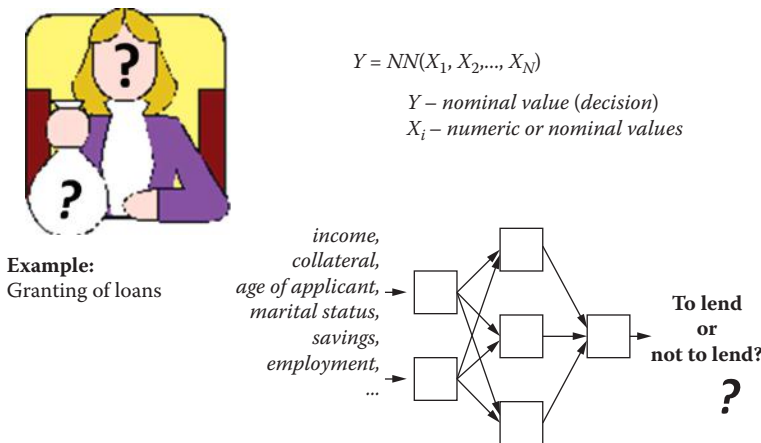 ?
?
Y = NN(X₁, X₂,..., X_N)
Y – nominal value (decision)
Xᵢ – numeric or nominal values
Example:
Granting of loans
income,
collateral,
age of applicant,
marital status,
savings,
employment,
...
To lend
or
not to lend?
?